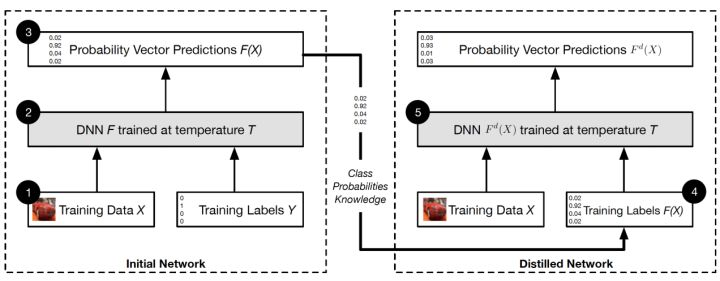 3
0.02
0.92
0.04
0.02
Probability Vector Predictions F(X)
2
DNN F trained at temperature T
1
Training Data X
0
1
0
0
Training Labels Y
Initial Network
0.02
0.92
0.04
0.02
Class
Probabilities
Knowledge
0.03
0.93
0.01
0.03
Probability Vector Predictions F^d(X)
5
DNN F^d(X) trained at temperature T
Training Data X
4
0.02
0.92
0.04
0.02
Training Labels F(X)
Distilled Network